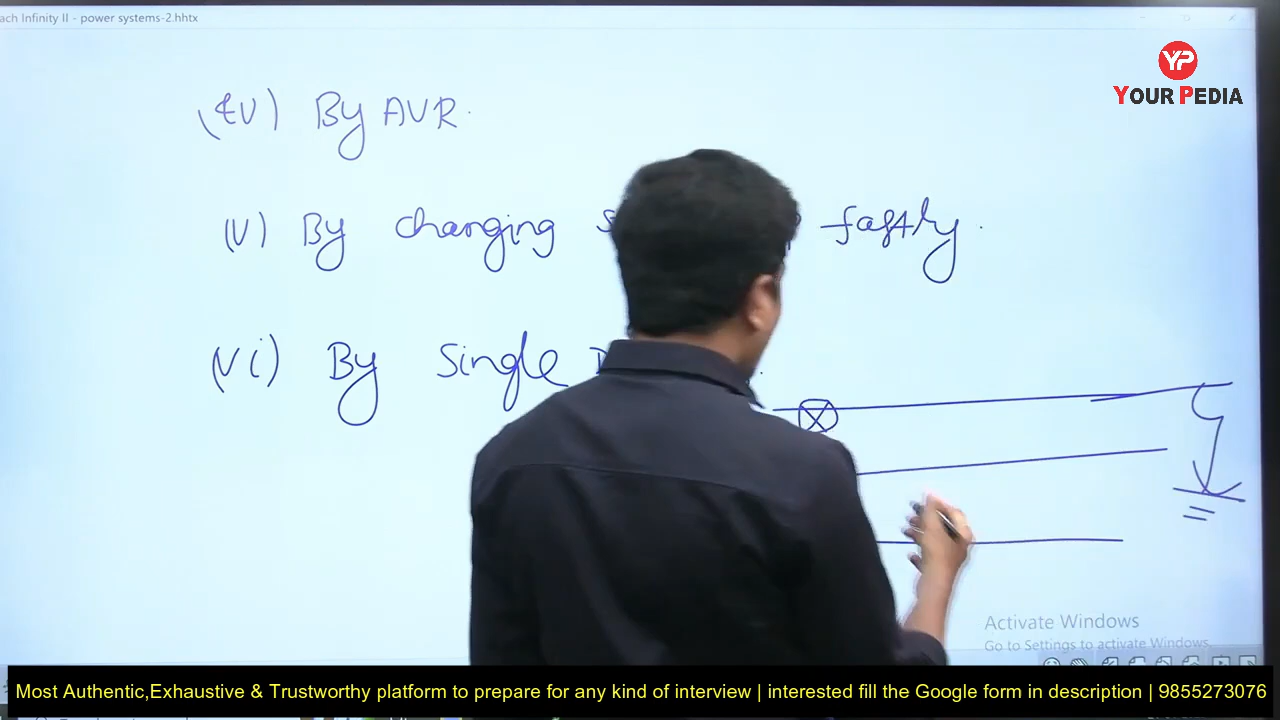 ach Infinity II - power systems-2.hhtx
YP
YOUR PEDIA
(iv) By AVR.
(v) By changing fastly.
(vi) By Single
Activate Windows
Go to Settings to activate Windows.
Most Authentic,Exhaustive & Trustworthy platform to prepare for any kind of interview | interested fill the Google form in description | 9855273076